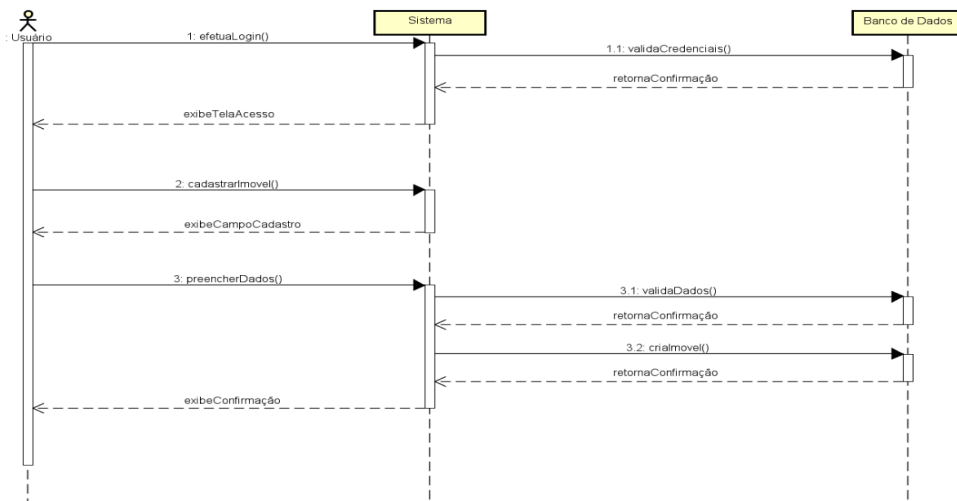 Sistema
Banco de Dados
: Usuário
1: efetuaLogin()
1.1: validaCredenciais()
retornaConfirmação
exibeTelaAcesso
2: cadastrarImovel()
exibeCampoCadastro
3: preencherDados()
3.1: validaDados()
retornaConfirmação
3.2: criaImovel()
retornaConfirmação
exibeConfirmação